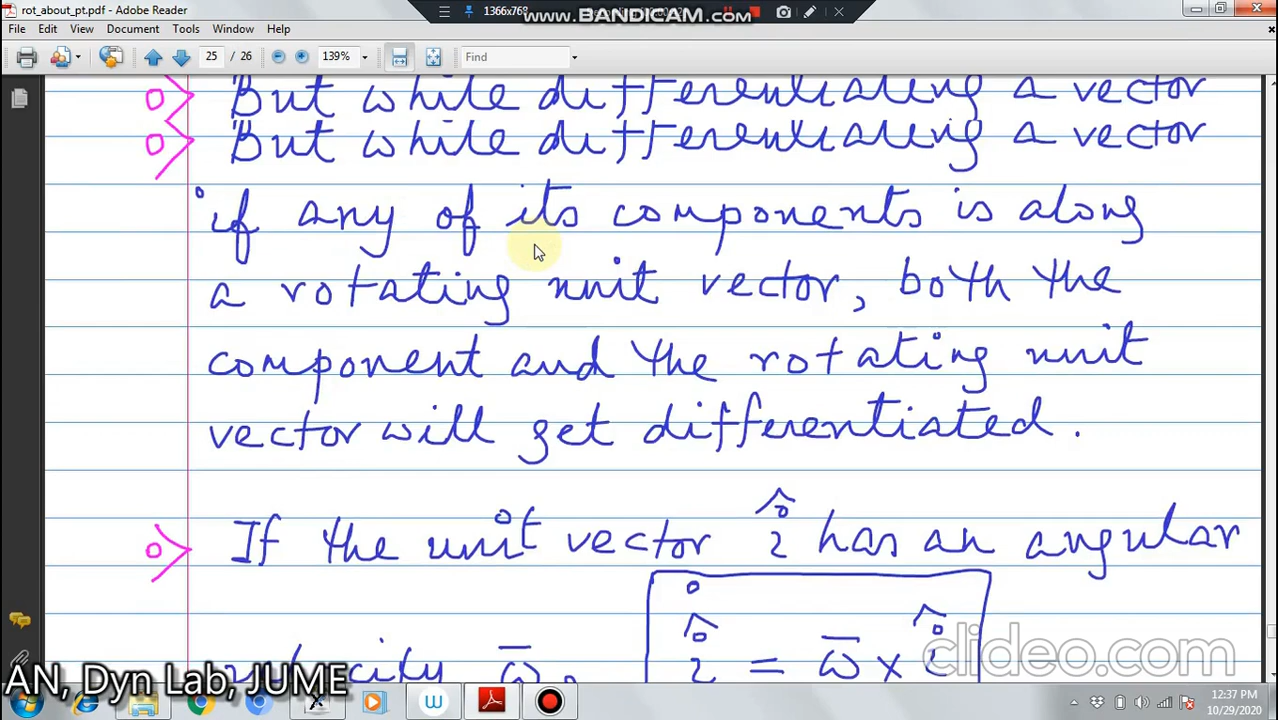 rot_about_pt.pdf - Adobe Reader
1366x768
www.BANDICAM.com
File Edit View Document Tools Window Help
25 / 26 139% Find
But while differentiating a vector
But while differentiating a vector
if any of its components is along
a rotating unit vector, both the
component and the rotating unit
vector will get differentiated.
If the unit vector î has an angular
velocity ω̄,
î̇ = ω̄ × î
clideo.com
AN, Dyn Lab, JUME
12:37 PM
10/29/2020